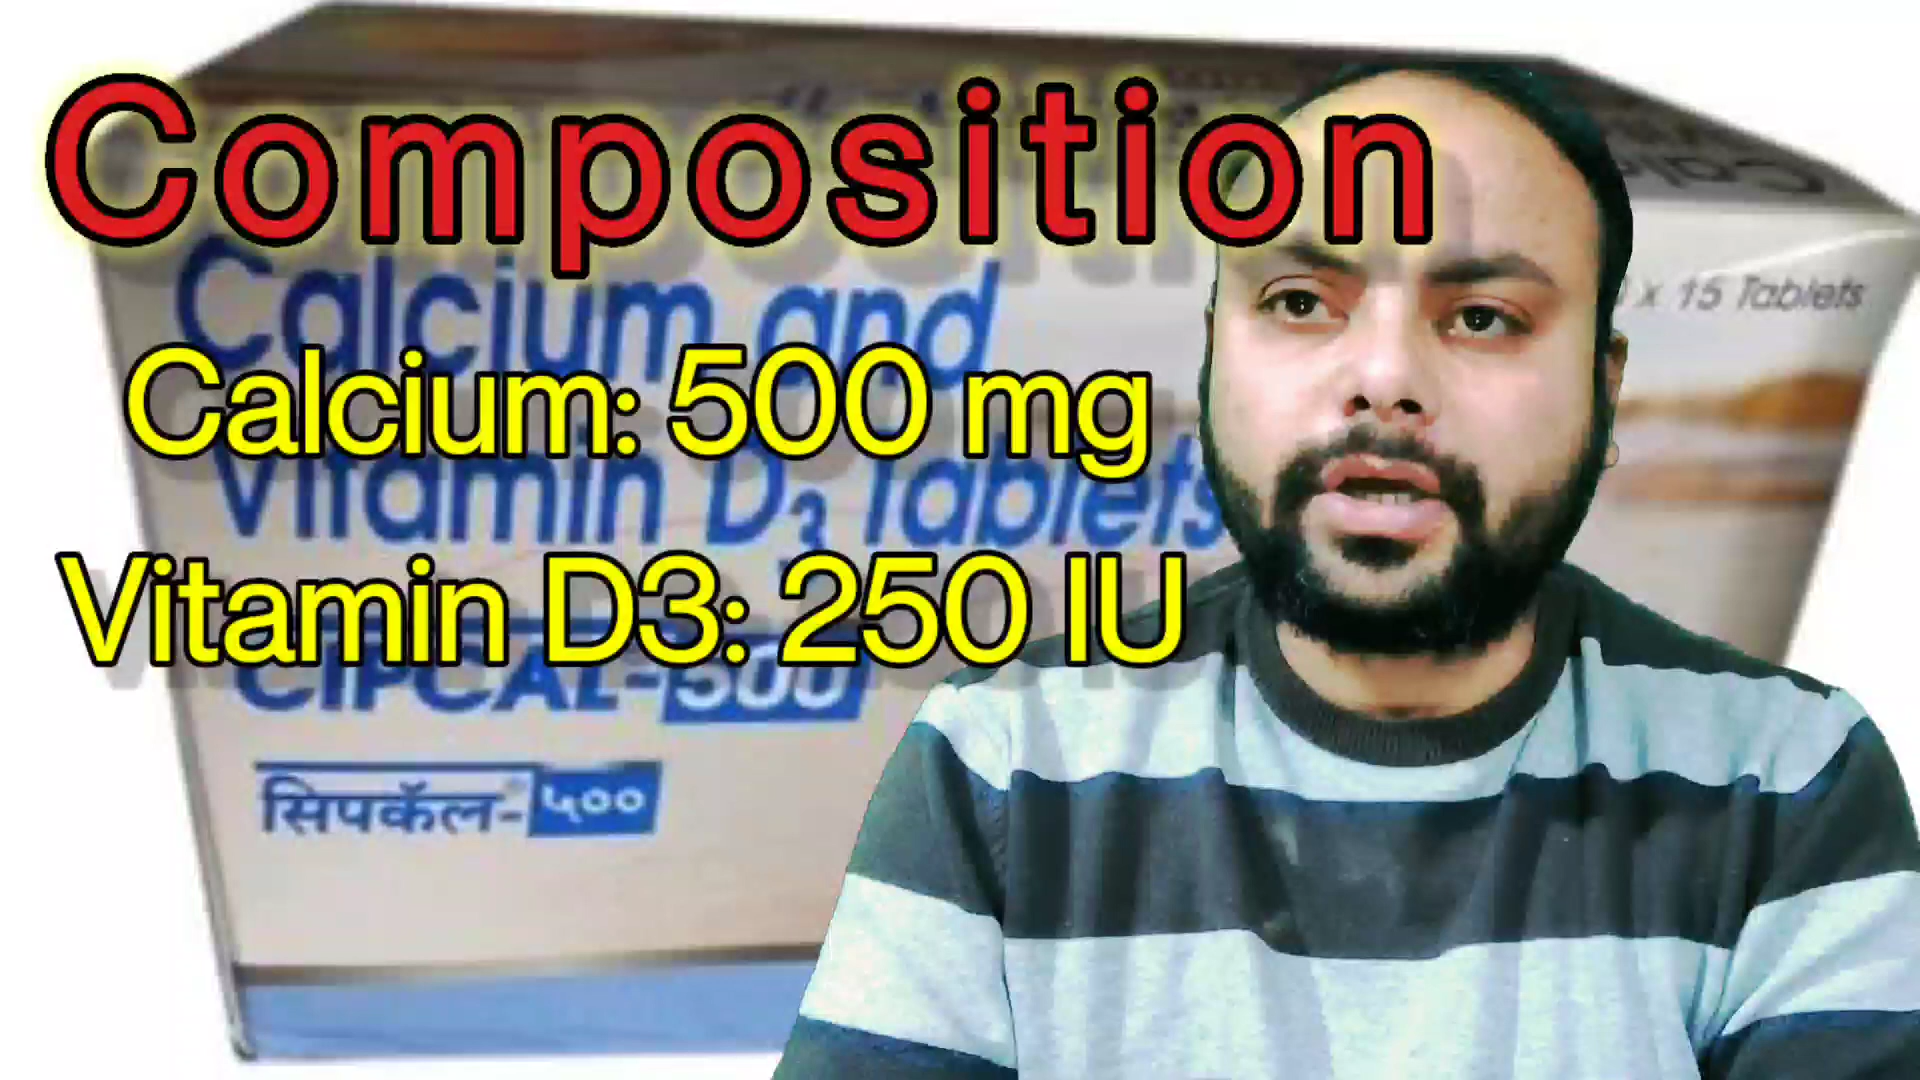 Composition
Calcium and
Calcium: 500 mg
Vitamin D3 Tablets
Vitamin D3: 250 IU
CIPCAL-500
सिपकॅल-५००
x 15 Tablets